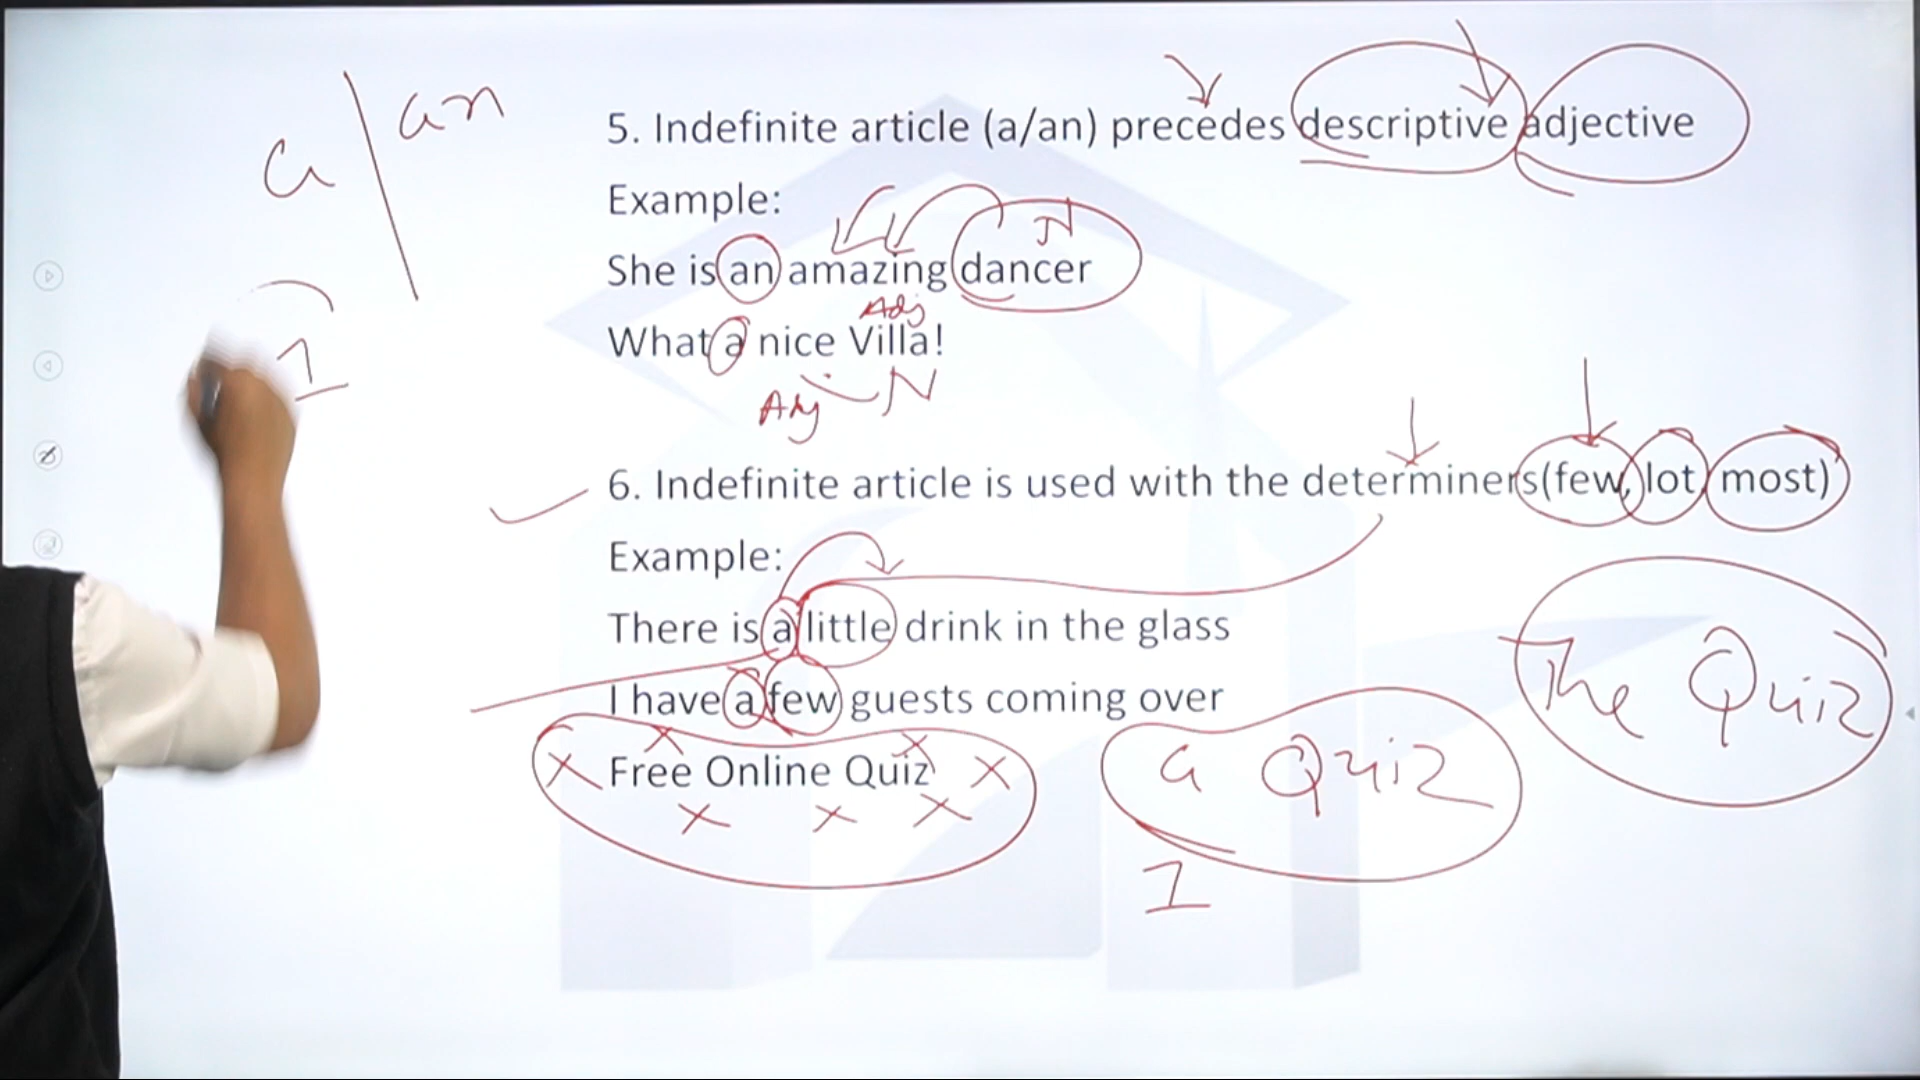 a | an
5. Indefinite article (a/an) precedes descriptive adjective
Example:
N
She is an amazing dancer
Adj
What a nice Villa!
1
Adj N
6. Indefinite article is used with the determiners(few, lot, most)
Example:
There is a little drink in the glass
The Quiz
I have a few guests coming over
Free Online Quiz
a Quiz
1